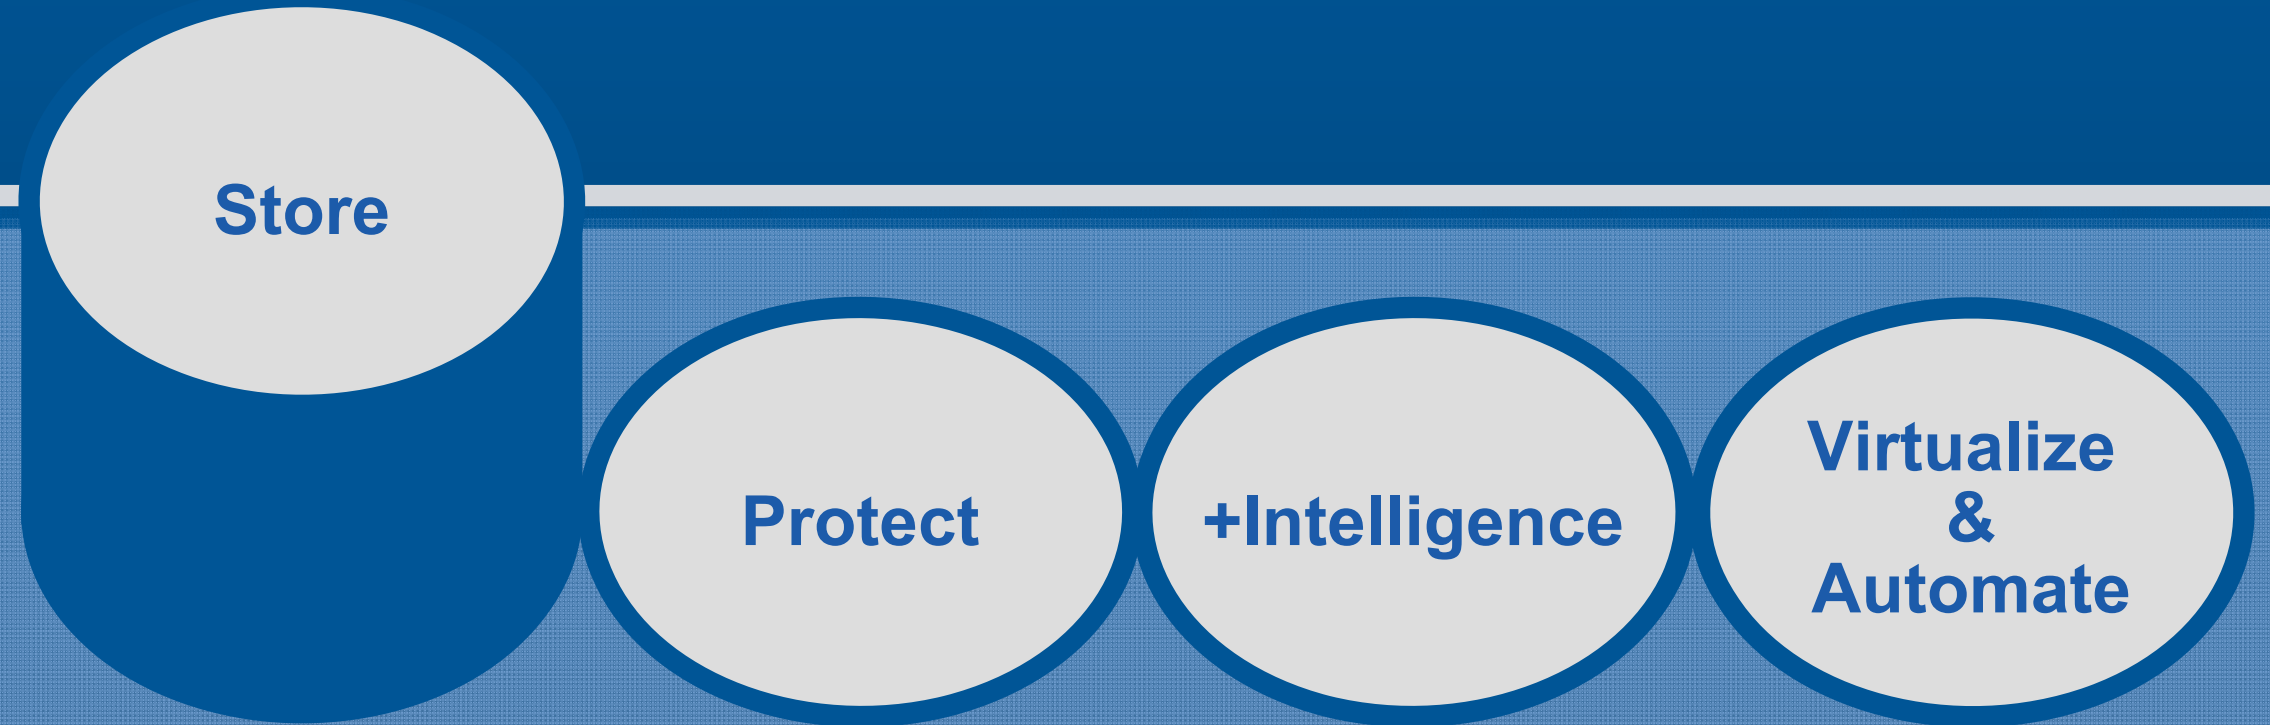 Store
Protect
+Intelligence
Virtualize
&
Automate